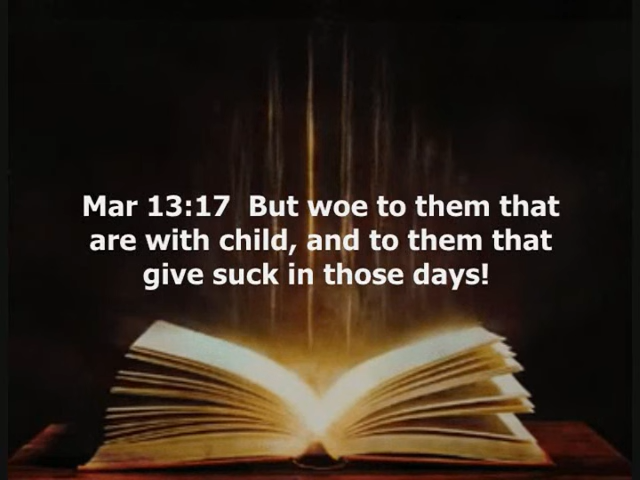 Mar 13:17  But woe to them that
are with child, and to them that
give suck in those days!